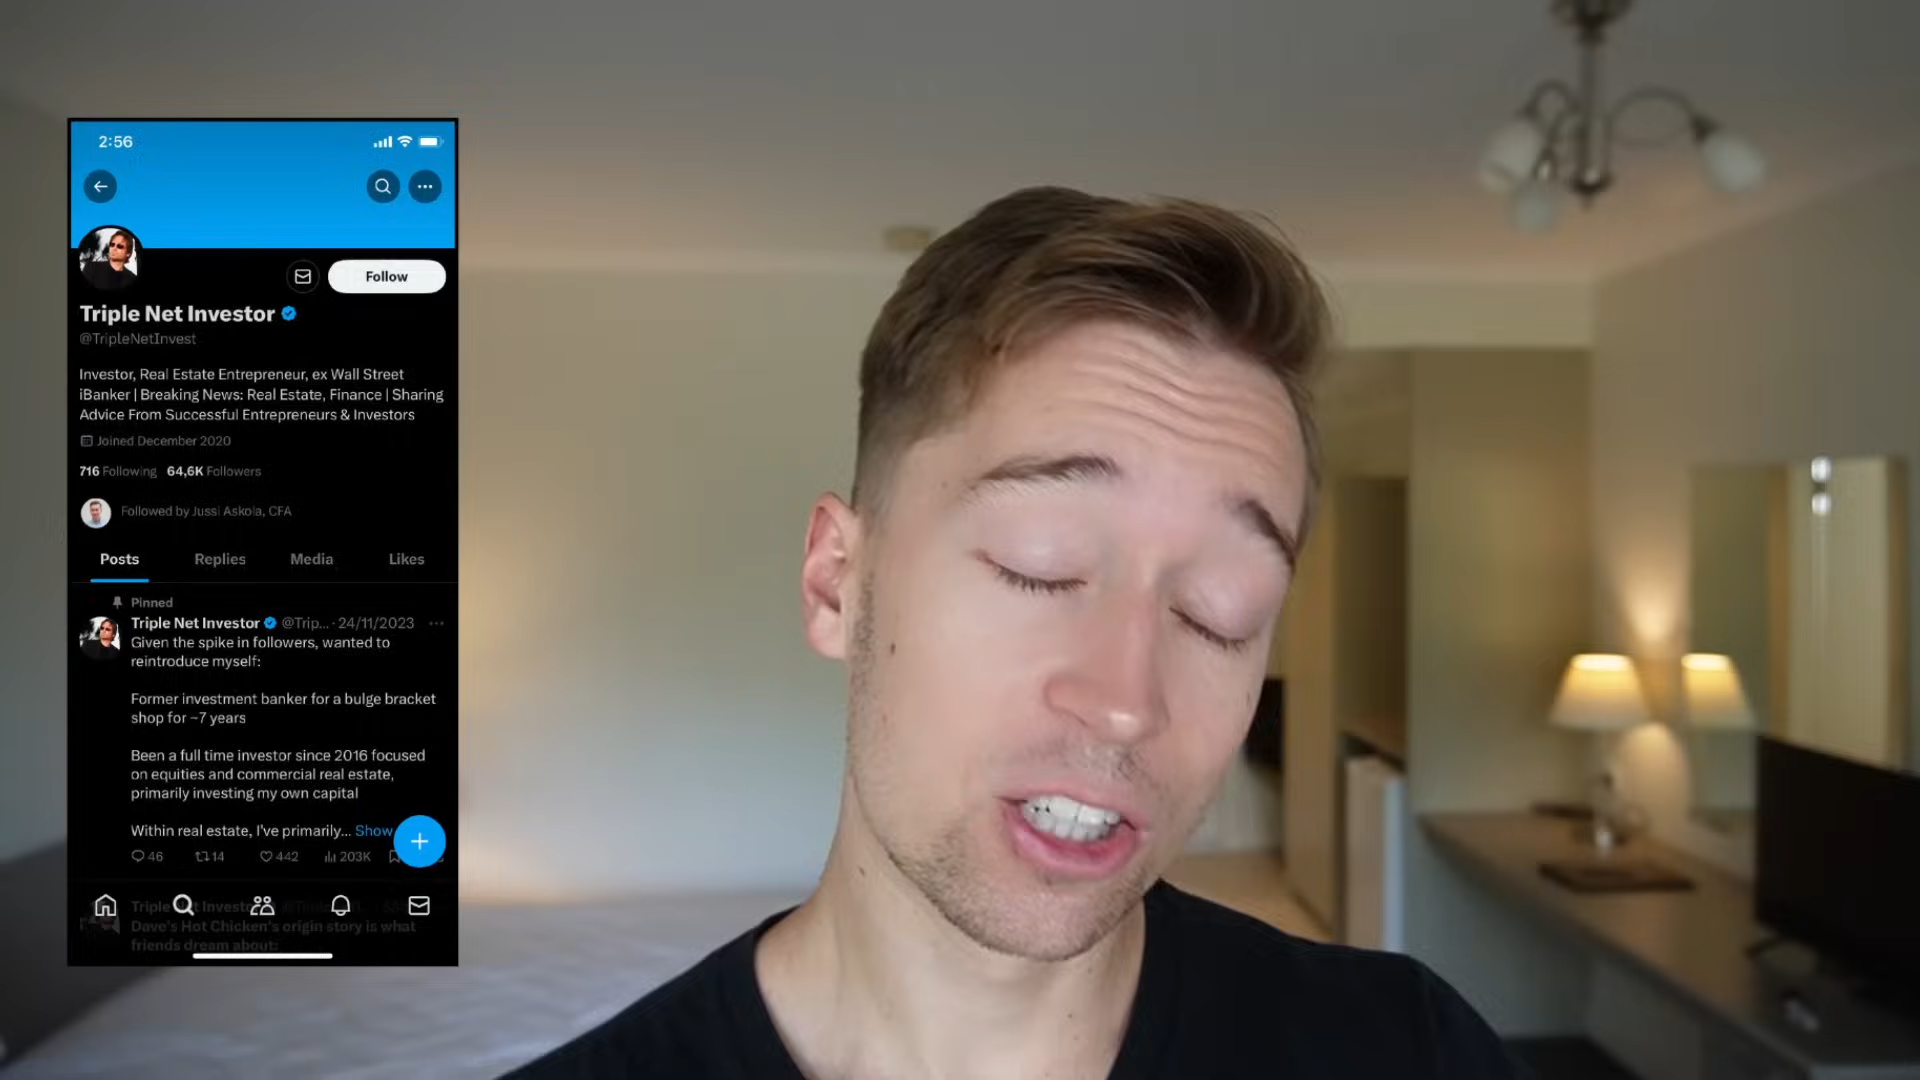 2:56
Follow
Triple Net Investor
@TripleNetInvest
Investor, Real Estate Entrepreneur, ex Wall Street
iBanker | Breaking News: Real Estate, Finance | Sharing
Advice From Successful Entrepreneurs & Investors
Joined December 2020
716 Following 64,6K Followers
Followed by Jussi Askola, CFA
Posts Replies Media Likes
Pinned
Triple Net Investor @Trip... · 24/11/2023
Given the spike in followers, wanted to
reintroduce myself:
Former investment banker for a bulge bracket
shop for ~7 years
Been a full time investor since 2016 focused
on equities and commercial real estate,
primarily investing my own capital
Within real estate, I've primarily... Show
46 14 442 203K
Triple Net Investor
Dave's Hot Chicken's origin story is what
friends dream about: